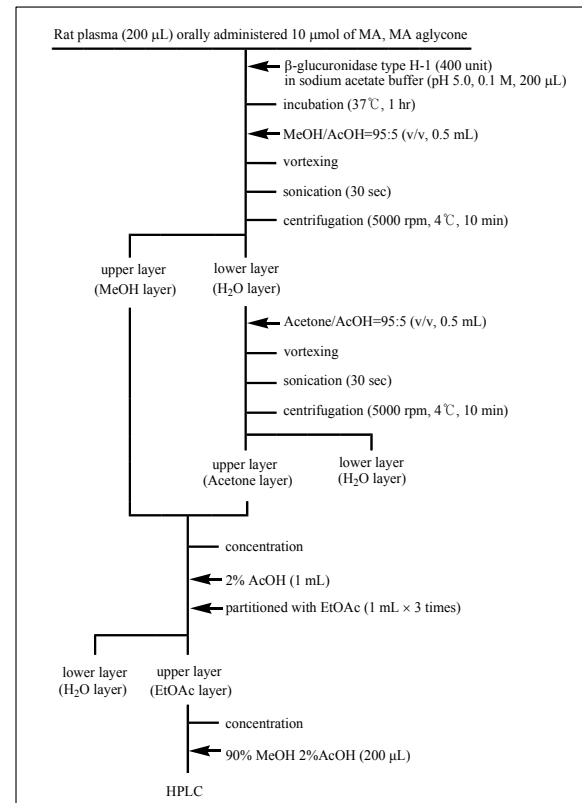 Rat plasma (200 μL) orally administered 10 μmol of MA, MA aglycone
β-glucuronidase type H-1 (400 unit)
in sodium acetate buffer (pH 5.0, 0.1 M, 200 μL)
incubation (37℃, 1 hr)
MeOH/AcOH=95:5 (v/v, 0.5 mL)
vortexing
sonication (30 sec)
centrifugation (5000 rpm, 4℃, 10 min)
upper layer
(MeOH layer)
lower layer
(H₂O layer)
Acetone/AcOH=95:5 (v/v, 0.5 mL)
vortexing
sonication (30 sec)
centrifugation (5000 rpm, 4℃, 10 min)
upper layer
(Acetone layer)
lower layer
(H₂O layer)
concentration
2% AcOH (1 mL)
partitioned with EtOAc (1 mL × 3 times)
lower layer
(H₂O layer)
upper layer
(EtOAc layer)
concentration
90% MeOH 2%AcOH (200 μL)
HPLC